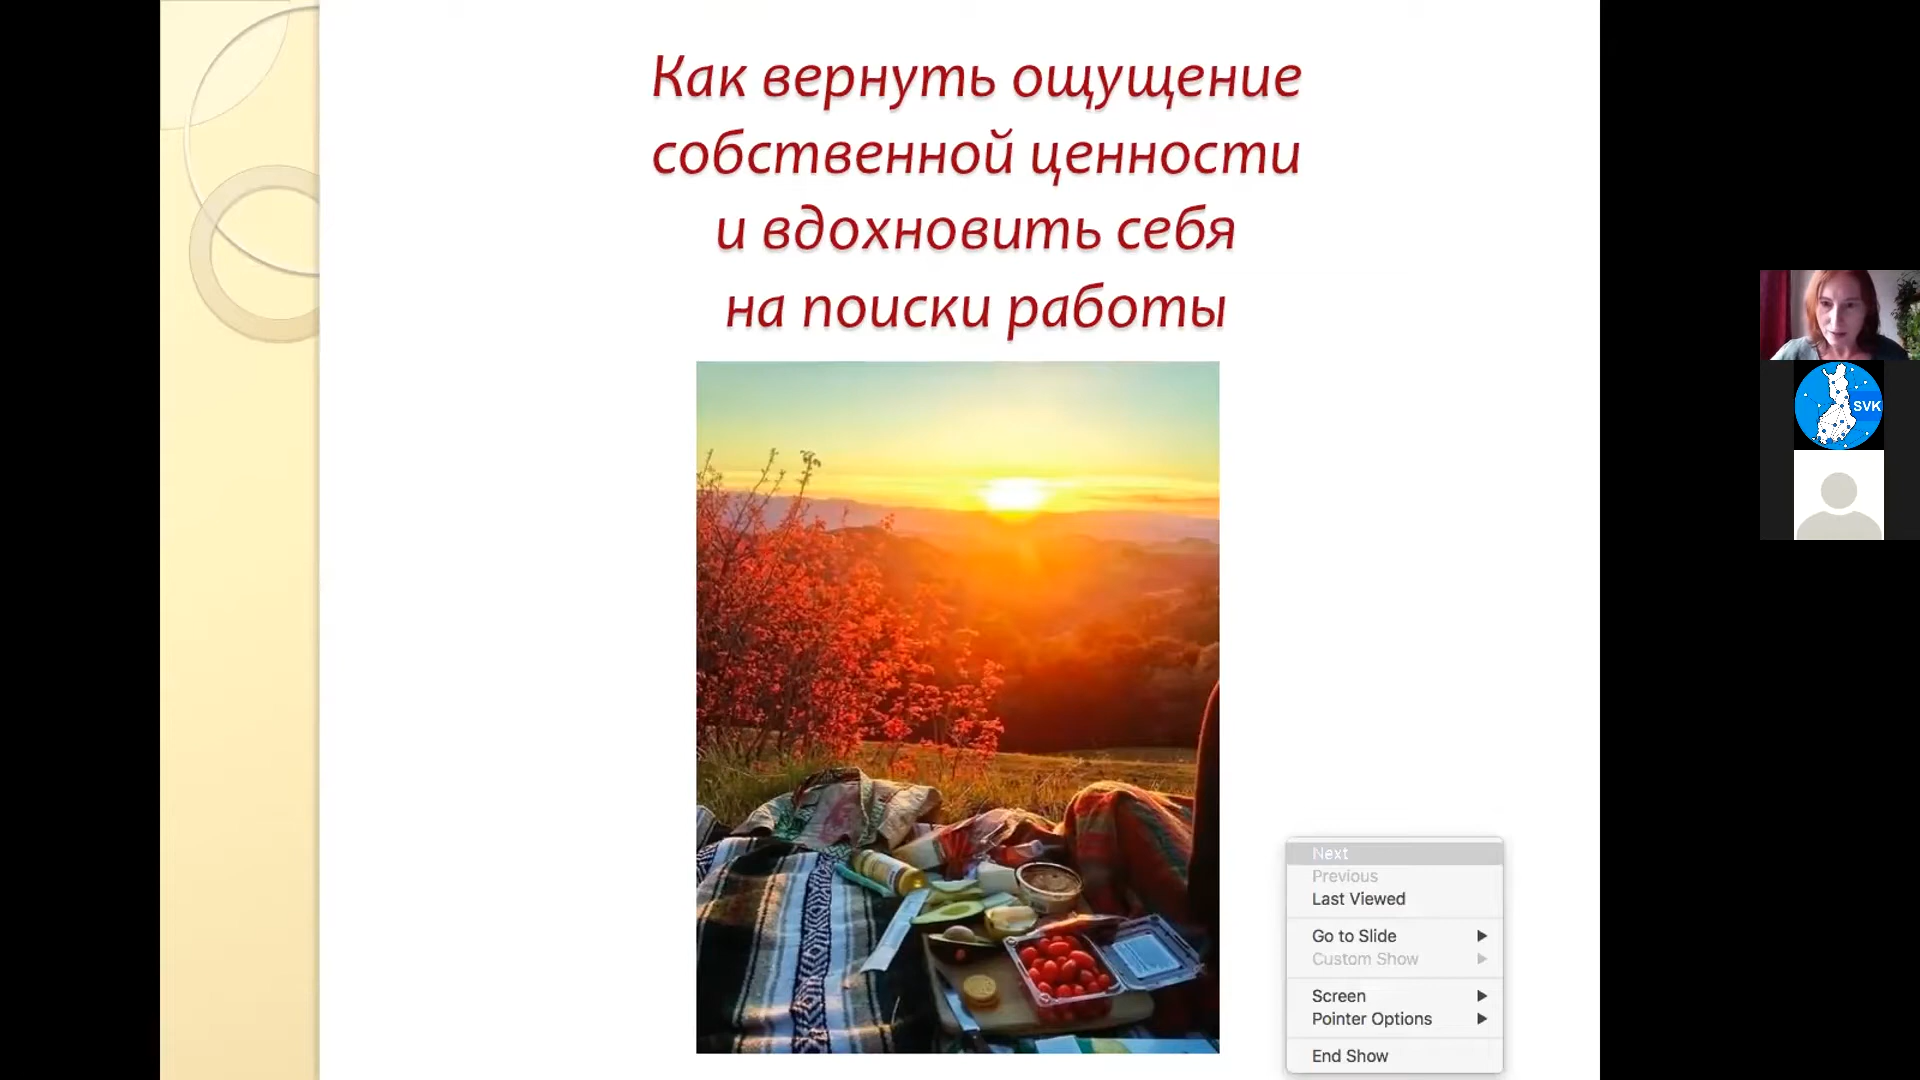 Как вернуть ощущение
собственной ценности
и вдохновить себя
на поиски работы
SVK
Next
Previous
Last Viewed
Go to Slide
Custom Show
Screen
Pointer Options
End Show